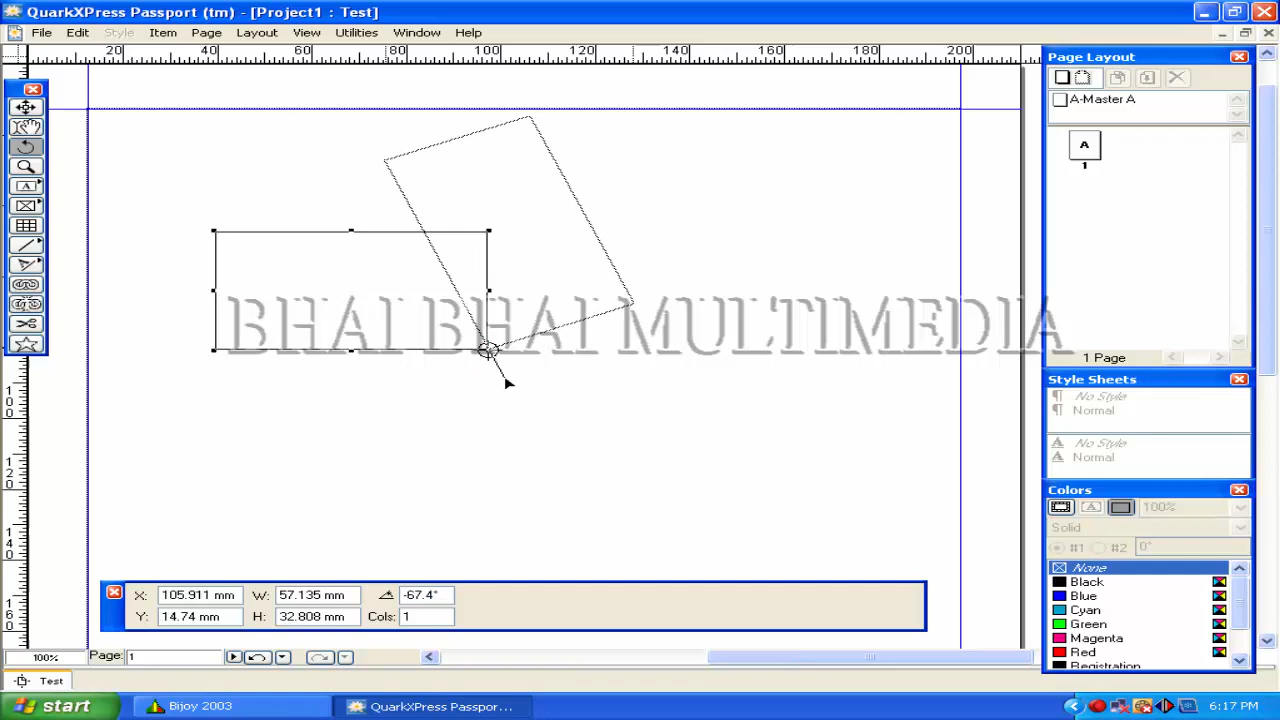 QuarkXPress Passport (tm) - [Project1 : Test]
File Edit Style Item Page Layout View Utilities Window Help
20 40 60 80 100 120 140 160 180 200
Page Layout
A-Master A
A
1
BHAI BHAI MULTIMEDIA
1 Page
Style Sheets
No Style
Normal
No Style
Normal
100
120
140
160
Colors
100%
Solid
#1 #2 0°
None
Black
Blue
Cyan
Green
Magenta
Red
Registration
X: 105.911 mm W: 57.135 mm -67.4°
Y: 14.74 mm H: 32.808 mm Cols: 1
100% Page: 1
Test
start Bijoy 2003 QuarkXPress Passpor... 6:17 PM